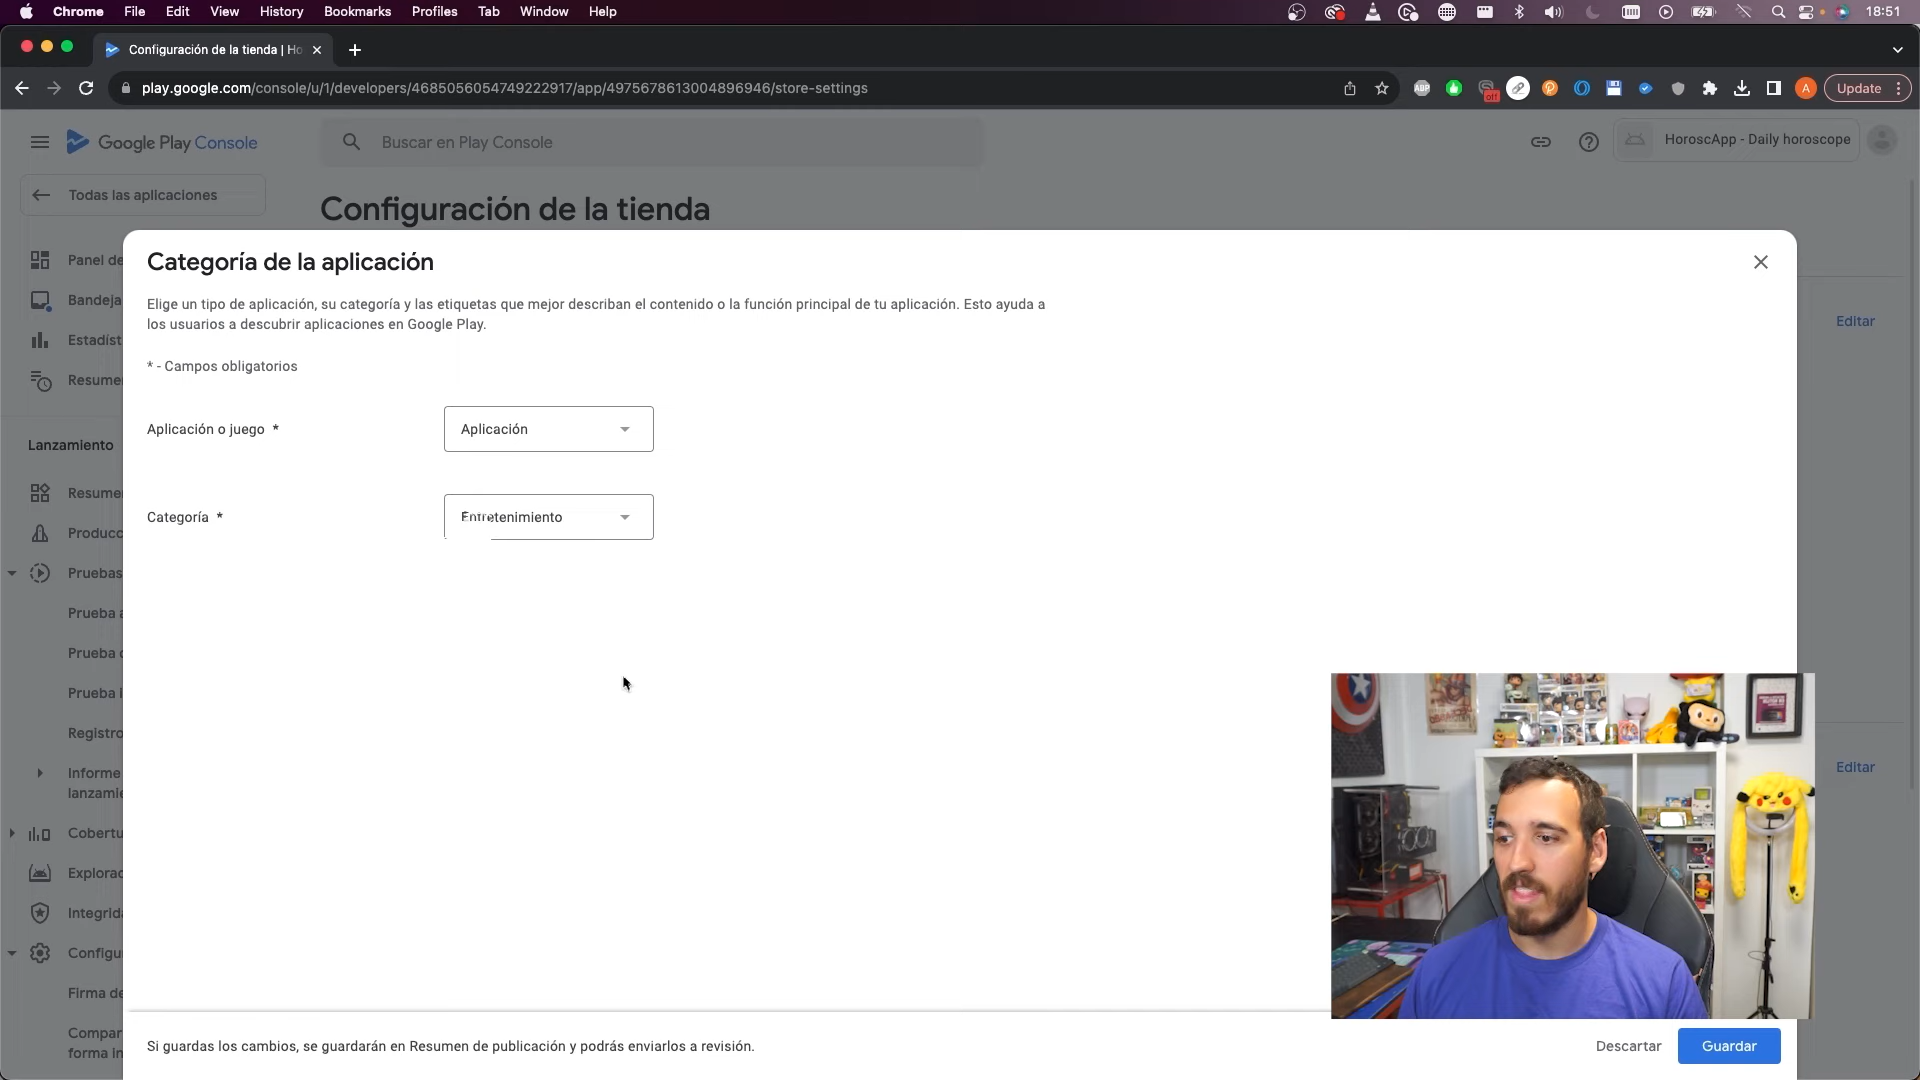 Chrome File Edit View History Bookmarks Profiles Tab Window Help 18:51
Configuración de la tienda | Ho
play.google.com/console/u/1/developers/4685056054749222917/app/4975678613004896946/store-settings
ABP
off
A
Update
Google Play Console
Buscar en Play Console
HoroscApp - Daily horoscope
Todas las aplicaciones
Configuración de la tienda
Panel de
Bandeja
Estadíst
Resume
Lanzamiento
Resume
Producc
Pruebas
Prueba a
Prueba c
Prueba i
Registro
Informe
lanzamie
Cobertu
Explorac
Integrida
Configu
Firma de
Compar
forma in
Categoría de la aplicación
Elige un tipo de aplicación, su categoría y las etiquetas que mejor describan el contenido o la función principal de tu aplicación. Esto ayuda a
los usuarios a descubrir aplicaciones en Google Play.
Editar
* - Campos obligatorios
Aplicación o juego *
Aplicación
Categoría *
Entretenimiento
Editar
Si guardas los cambios, se guardarán en Resumen de publicación y podrás enviarlos a revisión.
Descartar
Guardar